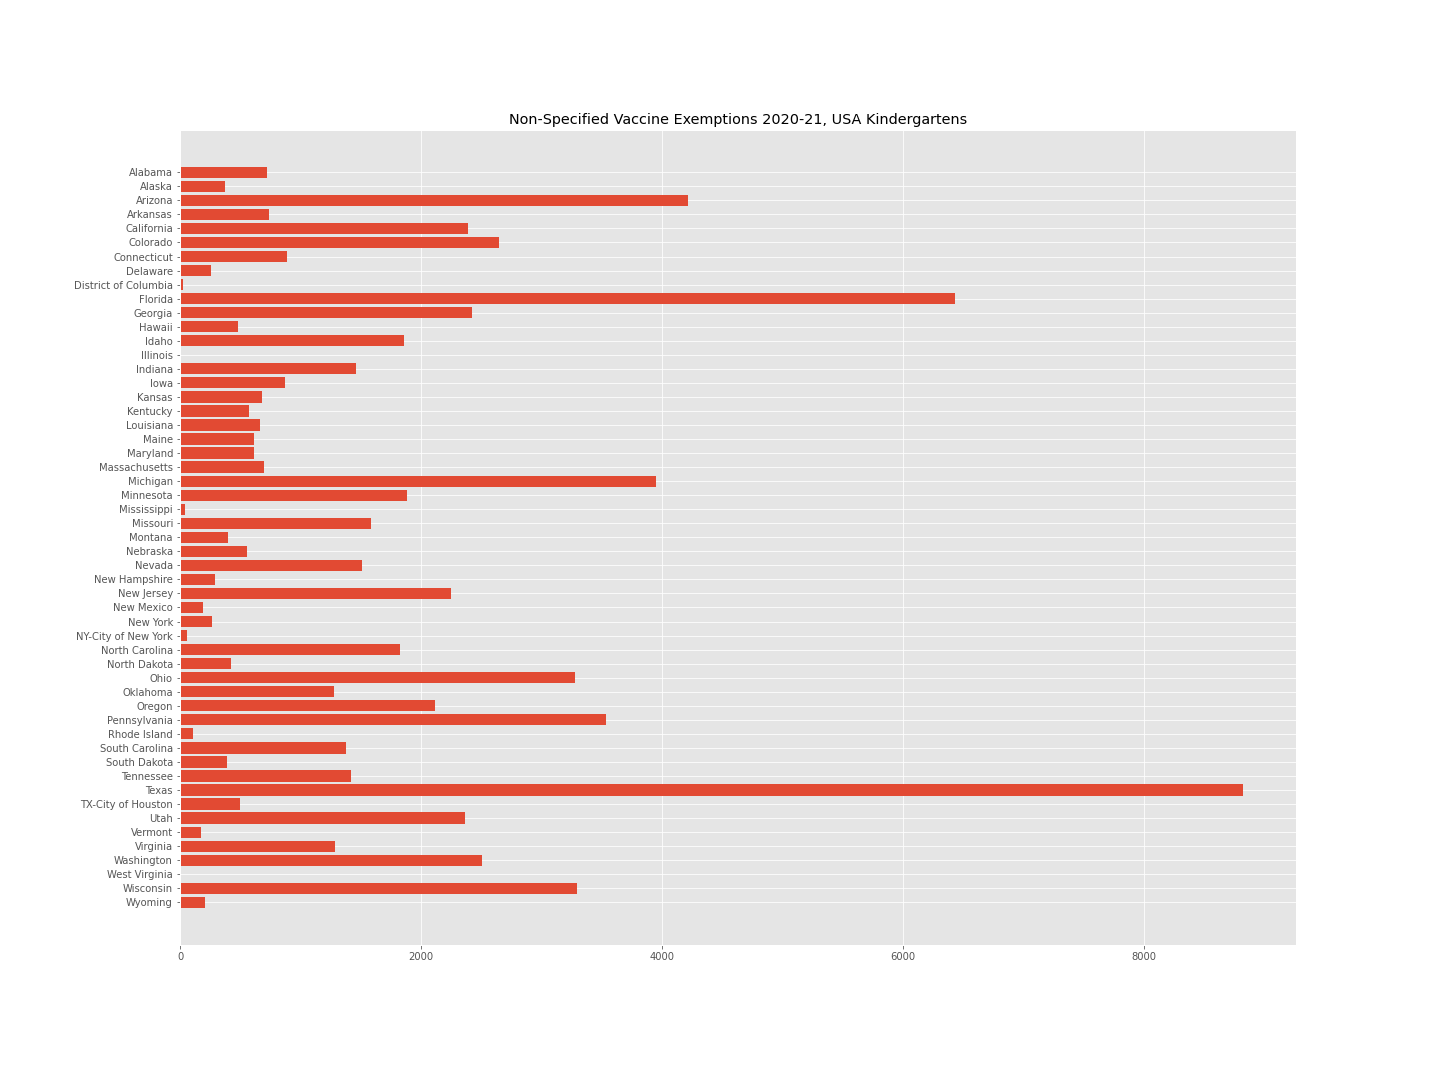 Non-Specified Vaccine Exemptions 2020-21, USA Kindergartens
Alabama
Alaska
Arizona
Arkansas
California
Colorado
Connecticut
Delaware
District of Columbia
Florida
Georgia
Hawaii
Idaho
Illinois
Indiana
Iowa
Kansas
Kentucky
Louisiana
Maine
Maryland
Massachusetts
Michigan
Minnesota
Mississippi
Missouri
Montana
Nebraska
Nevada
New Hampshire
New Jersey
New Mexico
New York
NY-City of New York
North Carolina
North Dakota
Ohio
Oklahoma
Oregon
Pennsylvania
Rhode Island
South Carolina
South Dakota
Tennessee
Texas
TX-City of Houston
Utah
Vermont
Virginia
Washington
West Virginia
Wisconsin
Wyoming
0 2000 4000 6000 8000